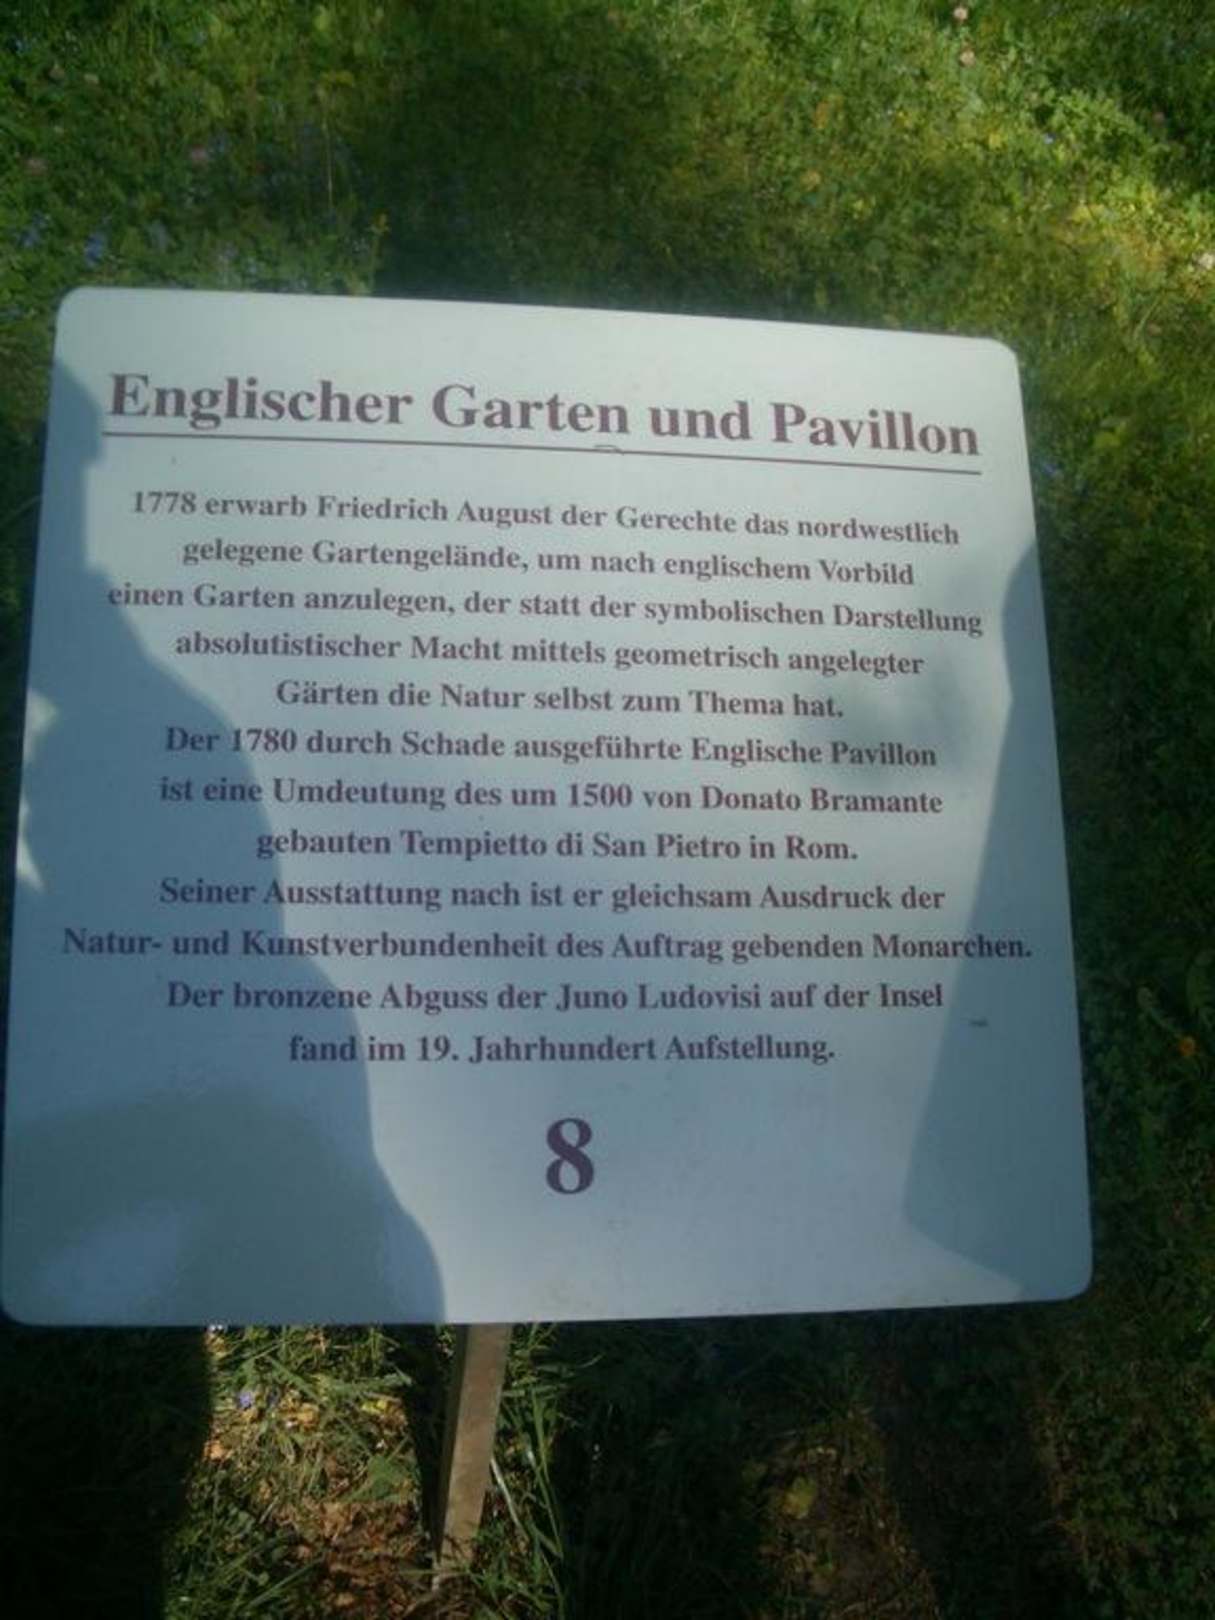 Englischer Garten und Pavillon
1778 erwarb Friedrich August der Gerechte das nordwestlich
gelegene Gartengelände, um nach englischem Vorbild
einen Garten anzulegen, der statt der symbolischen Darstellung
absolutistischer Macht mittels geometrisch angelegter
Gärten die Natur selbst zum Thema hat.
Der 1780 durch Schade ausgeführte Englische Pavillon
ist eine Umdeutung des um 1500 von Donato Bramante
gebauten Tempietto di San Pietro in Rom.
Seiner Ausstattung nach ist er gleichsam Ausdruck der
Natur- und Kunstverbundenheit des Auftrag gebenden Monarchen.
Der bronzene Abguss der Juno Ludovisi auf der Insel
fand im 19. Jahrhundert Aufstellung.
8